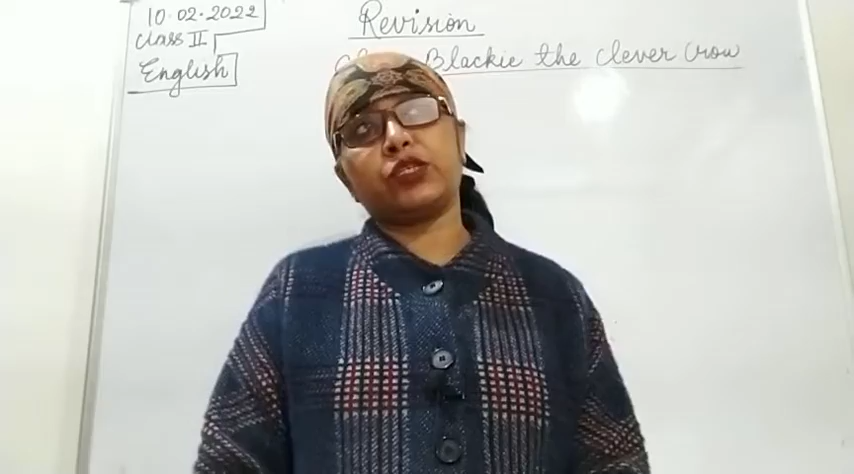 10.02.2022
Class II
English
Revision
Blackie the clever Crow